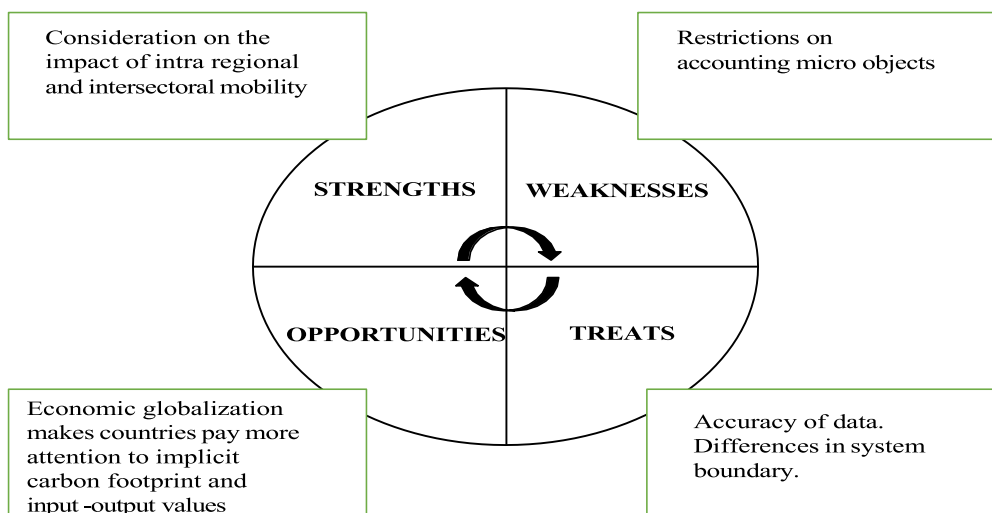 Consideration on the
impact of intra regional
and intersectoral mobility
Restrictions on
accounting micro objects
STRENGTHS
WEAKNESSES
OPPORTUNITIES
TREATS
Economic globalization
makes countries pay more
attention to implicit
carbon footprint and
input -output values
Accuracy of data.
Differences in system
boundary.